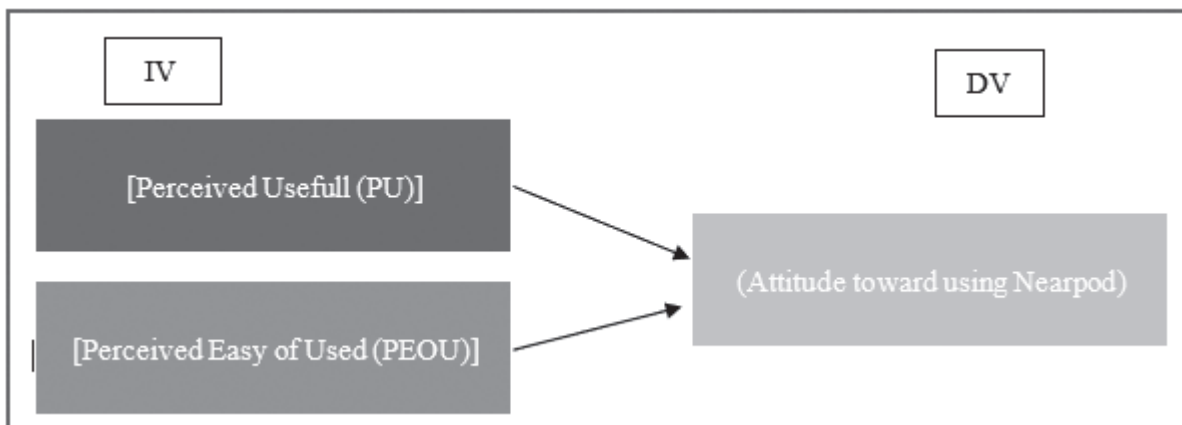 IV
DV
[Perceived Usefull (PU)]
(Attitude toward using Nearpod)
[Perceived Easy of Used (PEOU)]